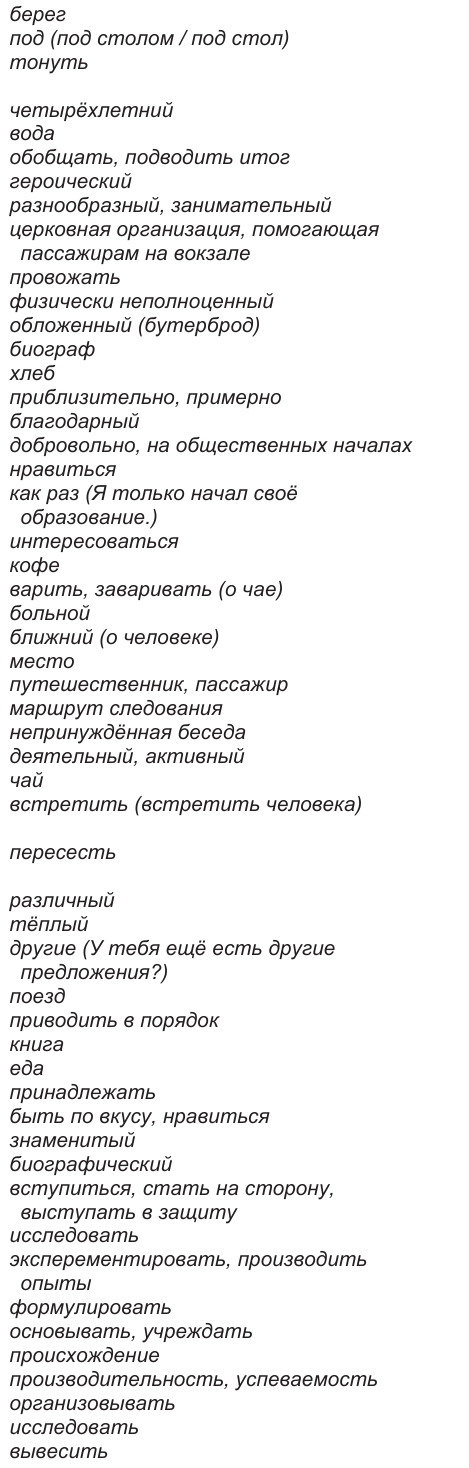 берег
под (под столом / под стол)
тонуть
четырёхлетний
вода
обобщать, подводить итог
героический
разнообразный, занимательный
церковная организация, помогающая
пассажирам на вокзале
провожать
физически неполноценный
обложенный (бутерброд)
биограф
хлеб
приблизительно, примерно
благодарный
добровольно, на общественных началах
нравиться
как раз (Я только начал своё
образование.)
интересоваться
кофе
варить, заваривать (о чае)
больной
ближний (о человеке)
место
путешественник, пассажир
маршрут следования
непринуждённая беседа
деятельный, активный
чай
встретить (встретить человека)
пересесть
различный
тёплый
другие (У тебя ещё есть другие
предложения?)
поезд
приводить в порядок
книга
еда
принадлежать
быть по вкусу, нравиться
знаменитый
биографический
вступиться, стать на сторону,
выступать в защиту
исследовать
эксперементировать, производить
опыты
формулировать
основывать, учреждать
происхождение
производительность, успеваемость
организовывать
исследовать
вывесить